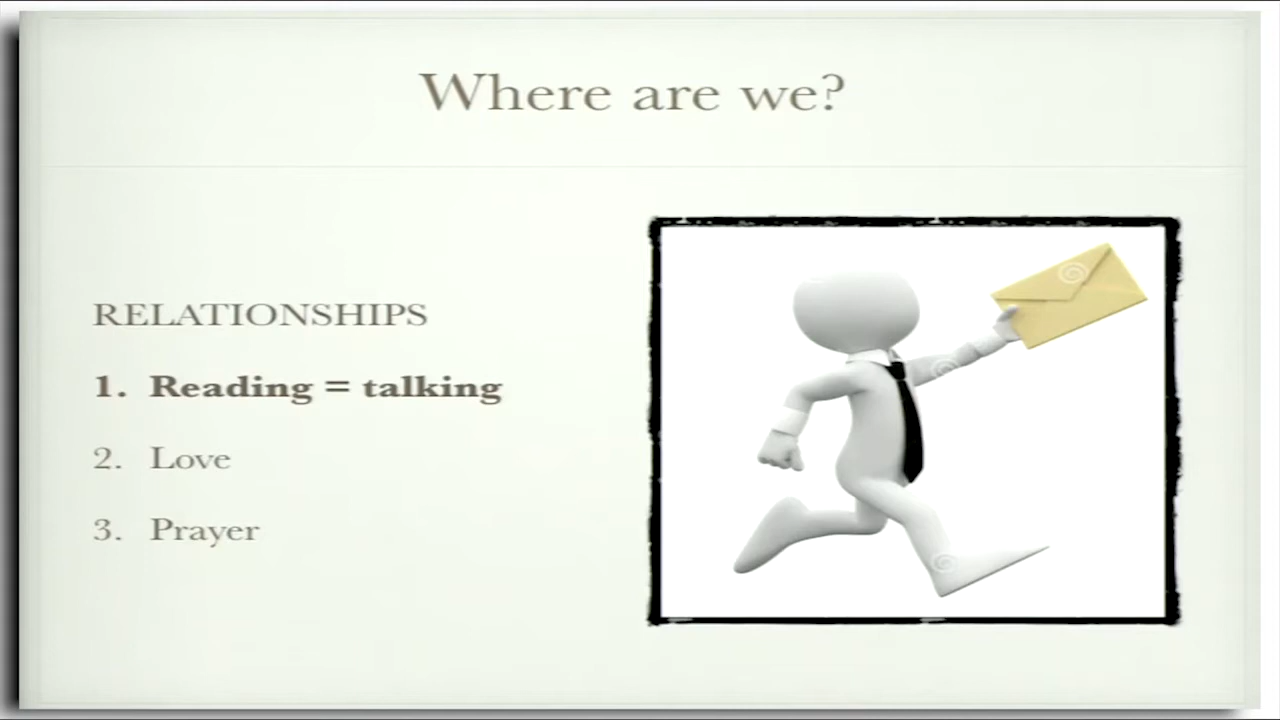 Where are we?
RELATIONSHIPS
1. Reading = talking
2. Love
3. Prayer